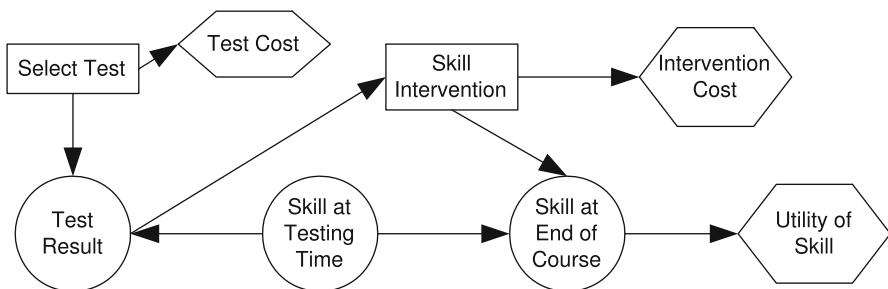 Select Test
Test Cost
Skill
Intervention
Intervention
Cost
Test
Result
Skill at
Testing
Time
Skill at
End of
Course
Utility of
Skill